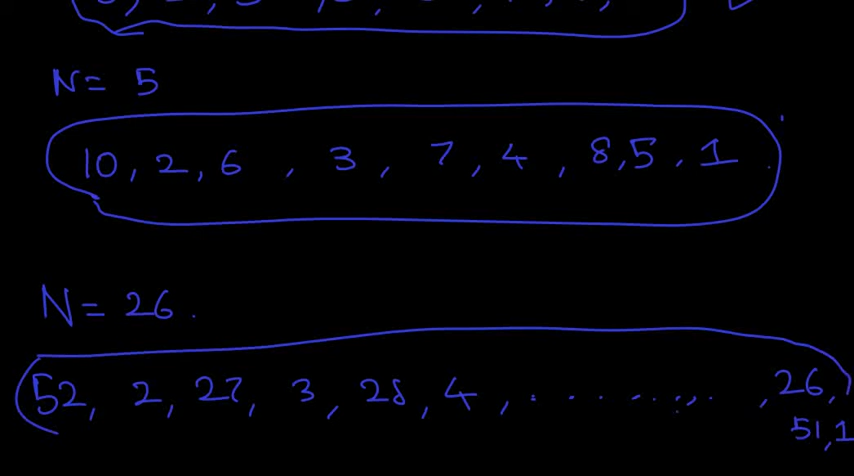 N = 5
10, 2, 6, 3, 7, 4, 8, 5, 1
N = 26.
52, 2, 27, 3, 28, 4, ........., 26,
51, 1